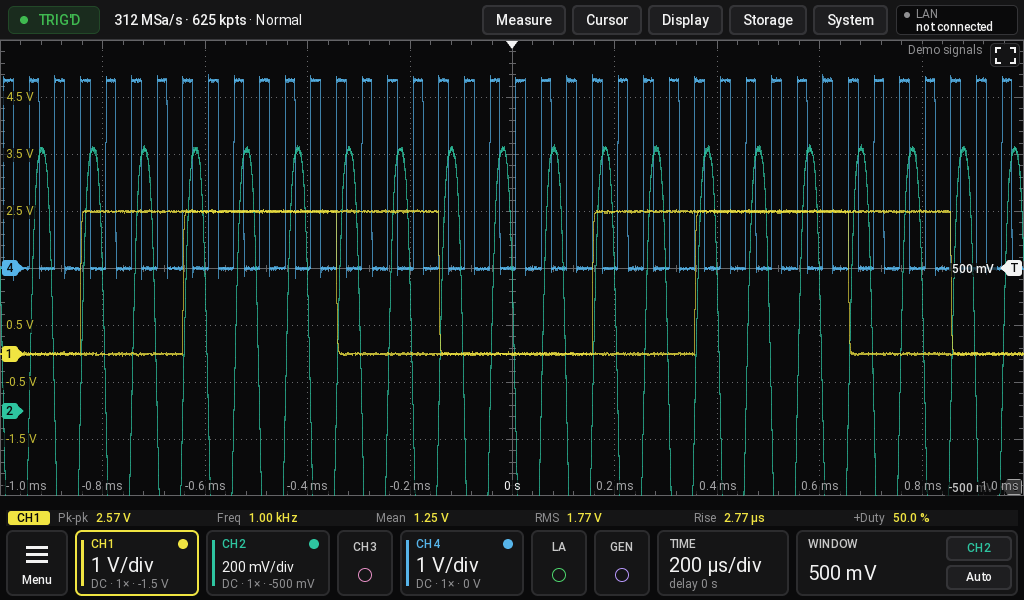 TRIG'D
312 MSa/s · 625 kpts · Normal
Measure
Cursor
Display
Storage
System
LAN
not connected
Demo signals
4.5 V
3.5 V
2.5 V
4
500 mV
T
0.5 V
1
-0.5 V
2
-1.5 V
-1.0 ms
-0.8 ms
-0.6 ms
-0.4 ms
-0.2 ms
0 s
0.2 ms
0.4 ms
0.6 ms
0.8 ms
CH1
Pk-pk 2.57 V
Freq 1.00 kHz
Mean 1.25 V
RMS 1.77 V
Rise 2.77 µs
+Duty 50.0 %
Menu
CH1
1 V/div
DC · 1× · -1.5 V
CH2
200 mV/div
DC · 1× · -500 mV
CH3
CH4
1 V/div
DC · 1× · 0 V
LA
GEN
TIME
200 µs/div
delay 0 s
WINDOW
500 mV
CH2
Auto